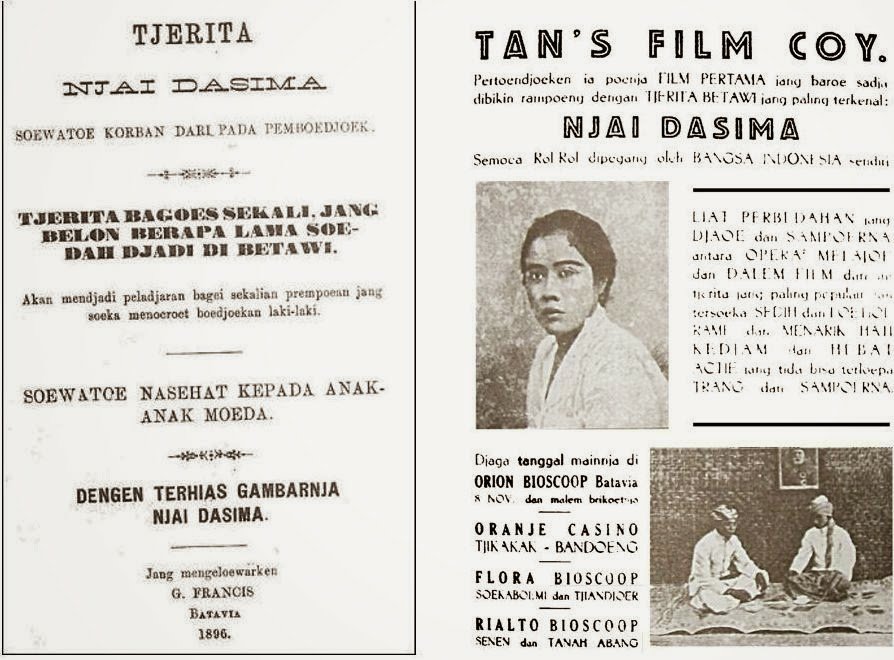 TJERITA
NJAI DASIMA
SOEWATOE KORBAN DARI PADA PEMBOEDJOEK.
TJERITA BAGOES SEKALI, JANG
BELON BERAPA LAMA SOE-
DAH DJADI DI BETAWI.
Akan mendjadi peladjaran bagei sekalian prempoean jang
soeka menoeroet boedjoekan laki-laki.
SOEWATOE NASEHAT KEPADA ANAK-
ANAK MOEDA.
DENGEN TERHIAS GAMBARNJA
NJAI DASIMA.
Jang mengeloewarken
G. FRANCIS
BATAVIA
1896.
TAN'S FILM COY.
Pertoendjoeken ia poenja FILM PERTAMA jang baroe sadja
dibikin rampoeng dengan TJERITA BETAWI jang paling terkenal:
NJAI DASIMA
Semoea Rol Rol dipegang oleh BANGSA INDONESIA sendiri
LIAT PERBEDAHAN jang
DJAOE dan SAMPOERNA
antara OPERA² MELAJOE
dan DALEM FILM dari
tjerita jang paling populair
tersoeka SEDIH dan LOETJOE
RAME dan MENARIK HATI
KEDJAM dan HEBAT
ACTIE jang tida bisa terloepa
TRANG dan SAMPOERNA.
Djaga tanggal mainnja di
ORION BIOSCOOP Batavia
8 NOV. dan malem brikoetnja
ORANJE CASINO
TJIKAKAK - BANDOENG
FLORA BIOSCOOP
SOEKABOEMI dan TJIANDJOER
RIALTO BIOSCOOP
SENEN dan TANAH ABANG